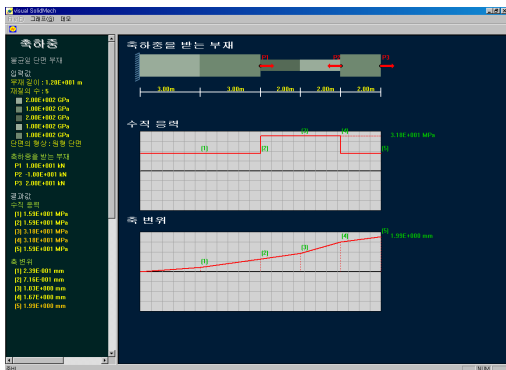 visual SolidMech
그래프(G) 메모
축하중
불균일 단면 부재
입력값
부재 길이 : 1.20E+001 m
재질의 수 : 5
2.00E+002 GPa
1.00E+002 GPa
2.00E+002 GPa
1.00E+002 GPa
1.00E+002 GPa
단면의 형상 : 원형 단면
축하중을 받는 부재
P1 1.00E+001 kN
P2 -1.00E+001 kN
P3 2.00E+001 kN
결과값
수직 응력
[1] 1.59E+001 MPa
[2] 1.59E+001 MPa
[3] 3.18E+001 MPa
[4] 3.18E+001 MPa
[5] 1.59E+001 MPa
축 변위
[1] 2.39E-001 mm
[2] 7.16E-001 mm
[3] 1.03E+000 mm
[4] 1.67E+000 mm
[5] 1.99E+000 mm
축하중을 받는 부재
P3
3.00m 3.00m 2.00m 2.00m 2.00m
수직 응력
[1] [2] [3] [4] [5]
3.18E+001 MPa
축 변위
[1] [2] [3] [4] [5]
1.99E+000 mm
준비
NUM